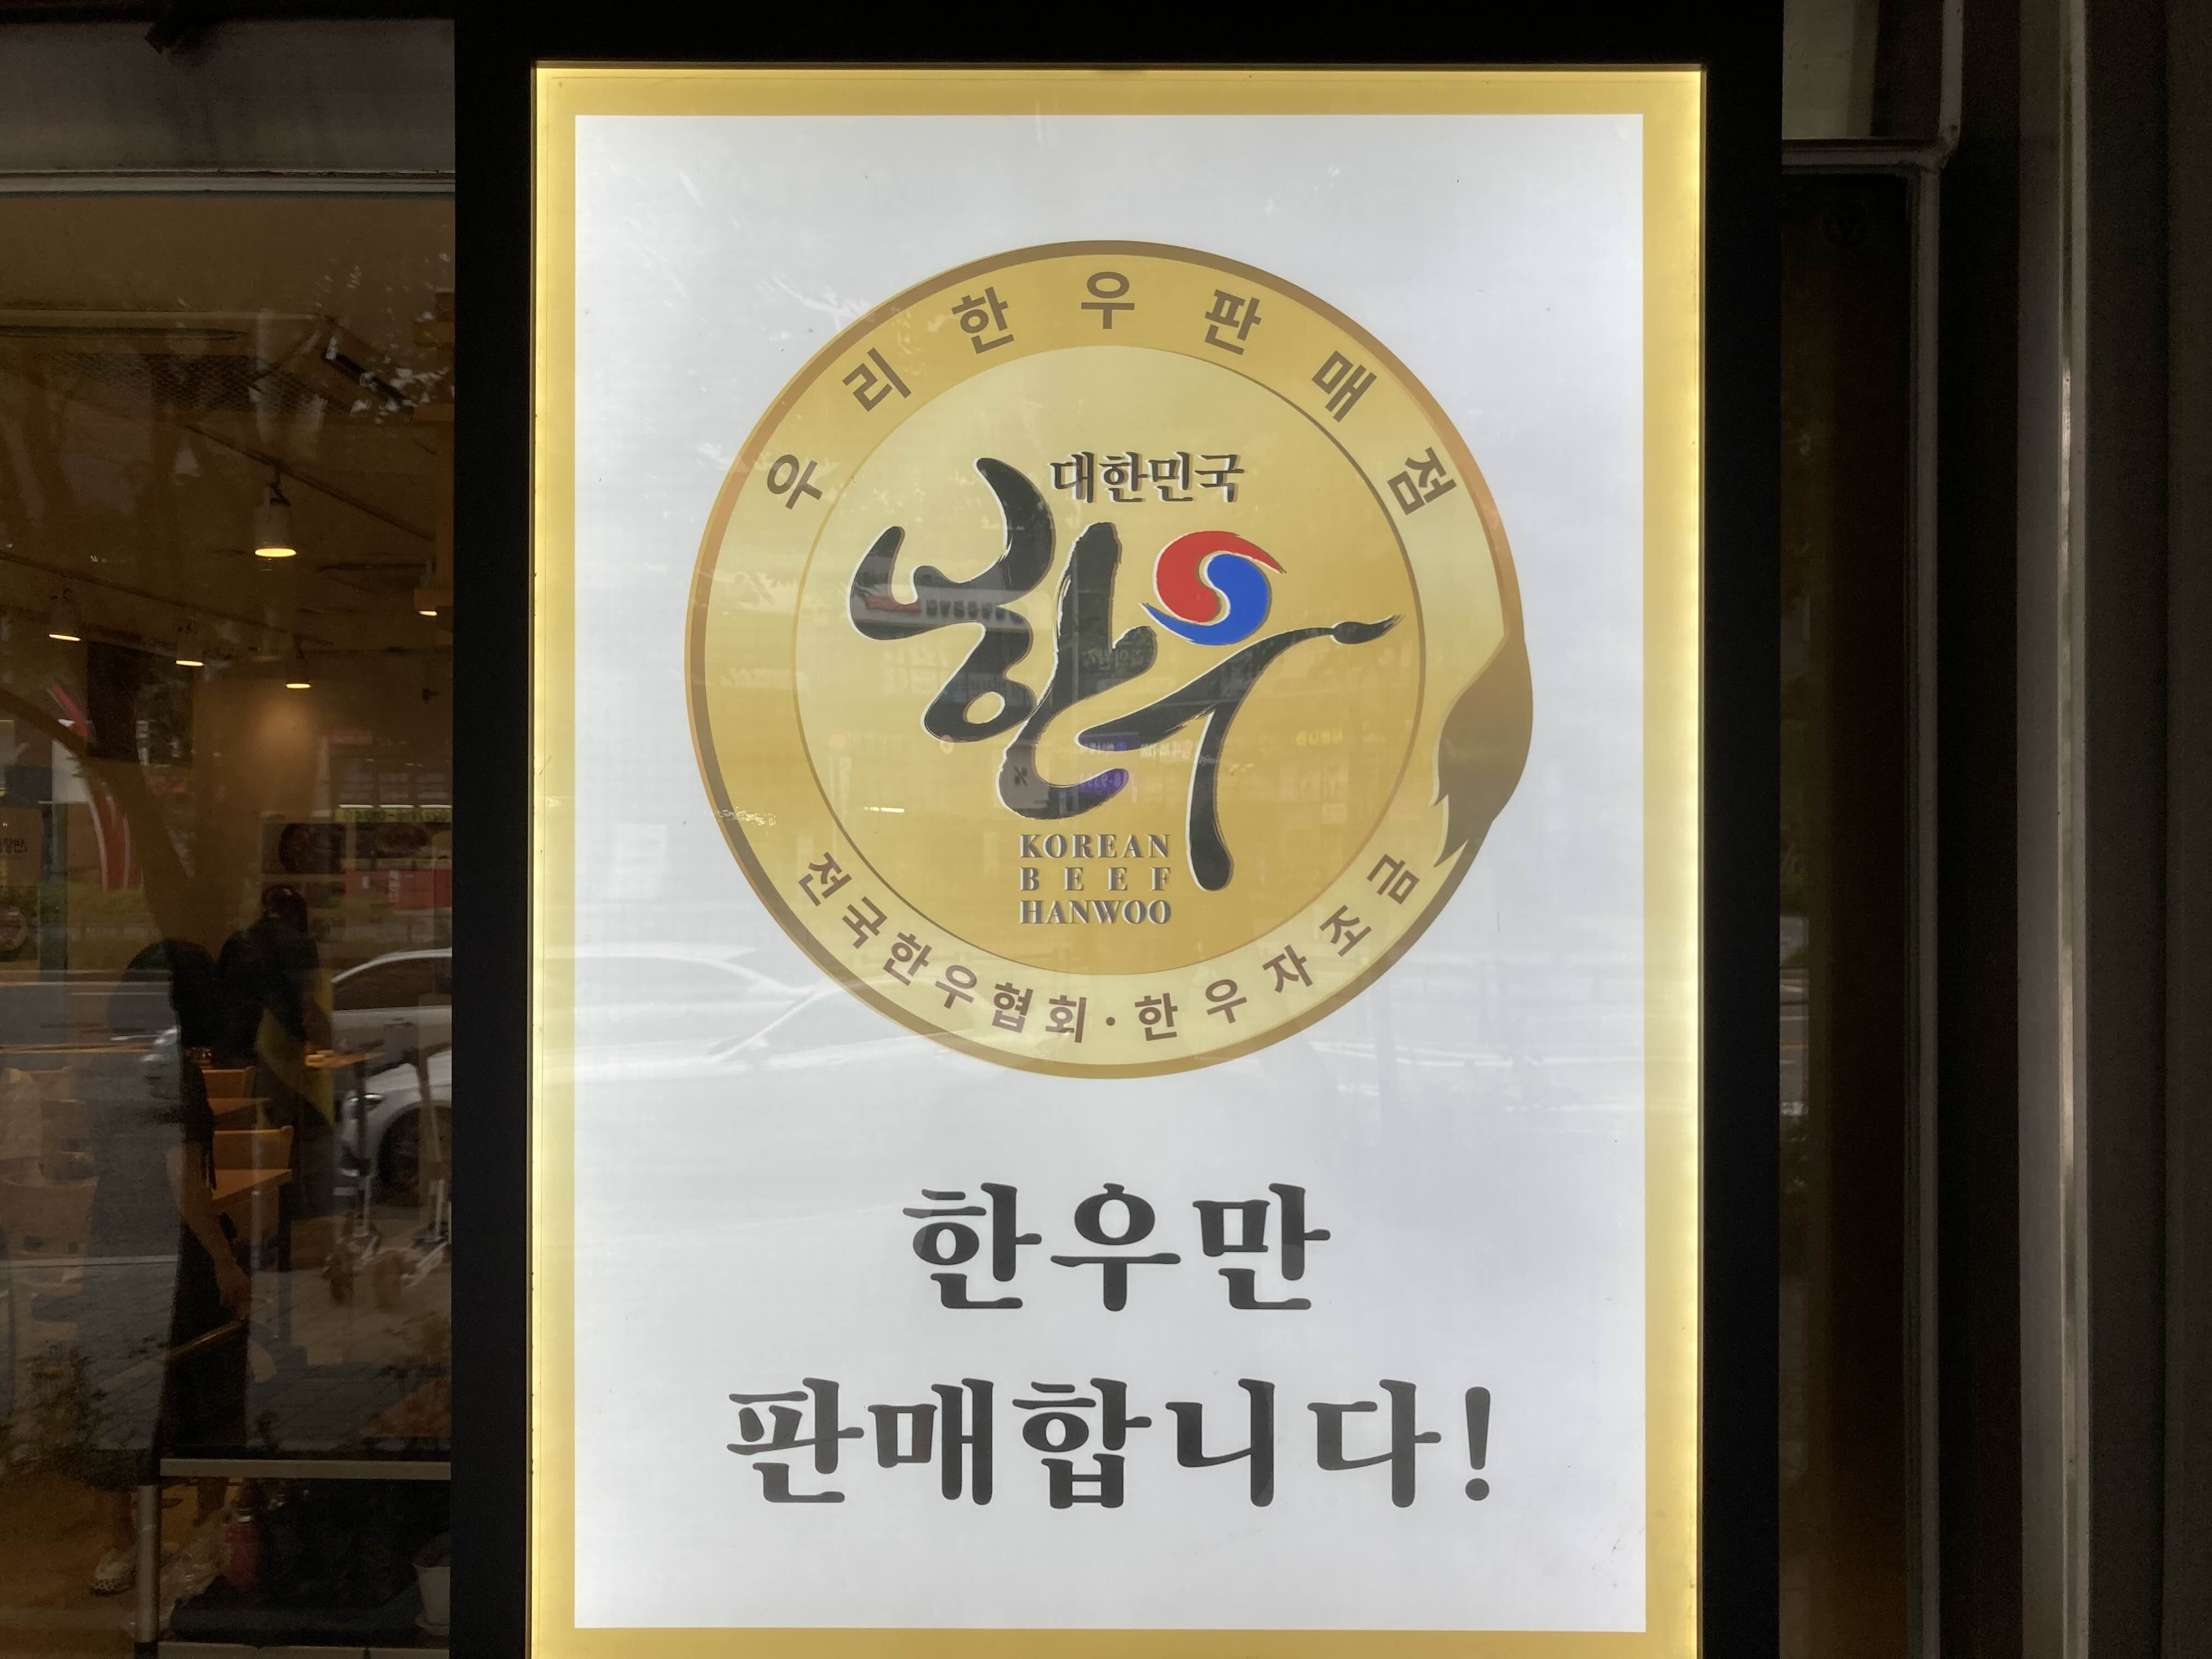 우리한우판매점
대한민국
한우
KOREAN
BEEF
HANWOO
전국한우협회·한우자조금
한우만
판매합니다!